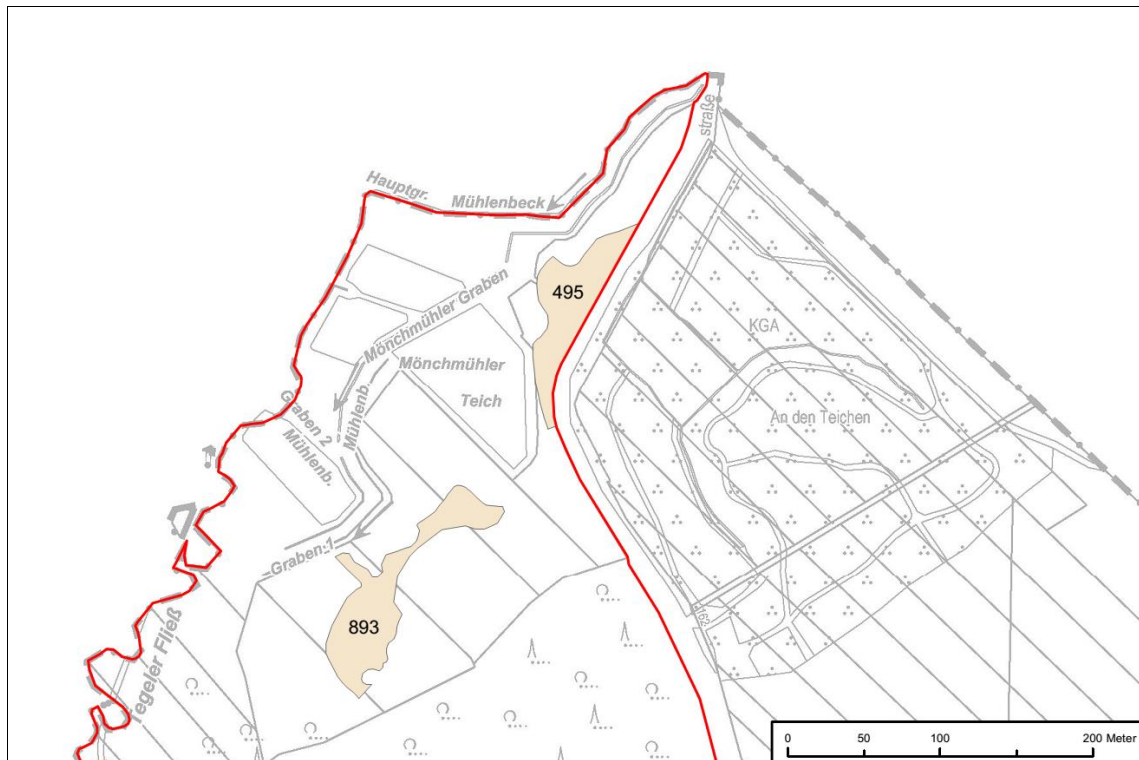 straße
Hauptgr.
Mühlenbeck
495
Mönchmühler Graben
KGA
Mönchmühler
Teich
An den Teichen
Graben 2
Mühlenb.
Mühlenb.
Graben 1
162
893
Tegeler Fließ
0 50 100 200 Meter